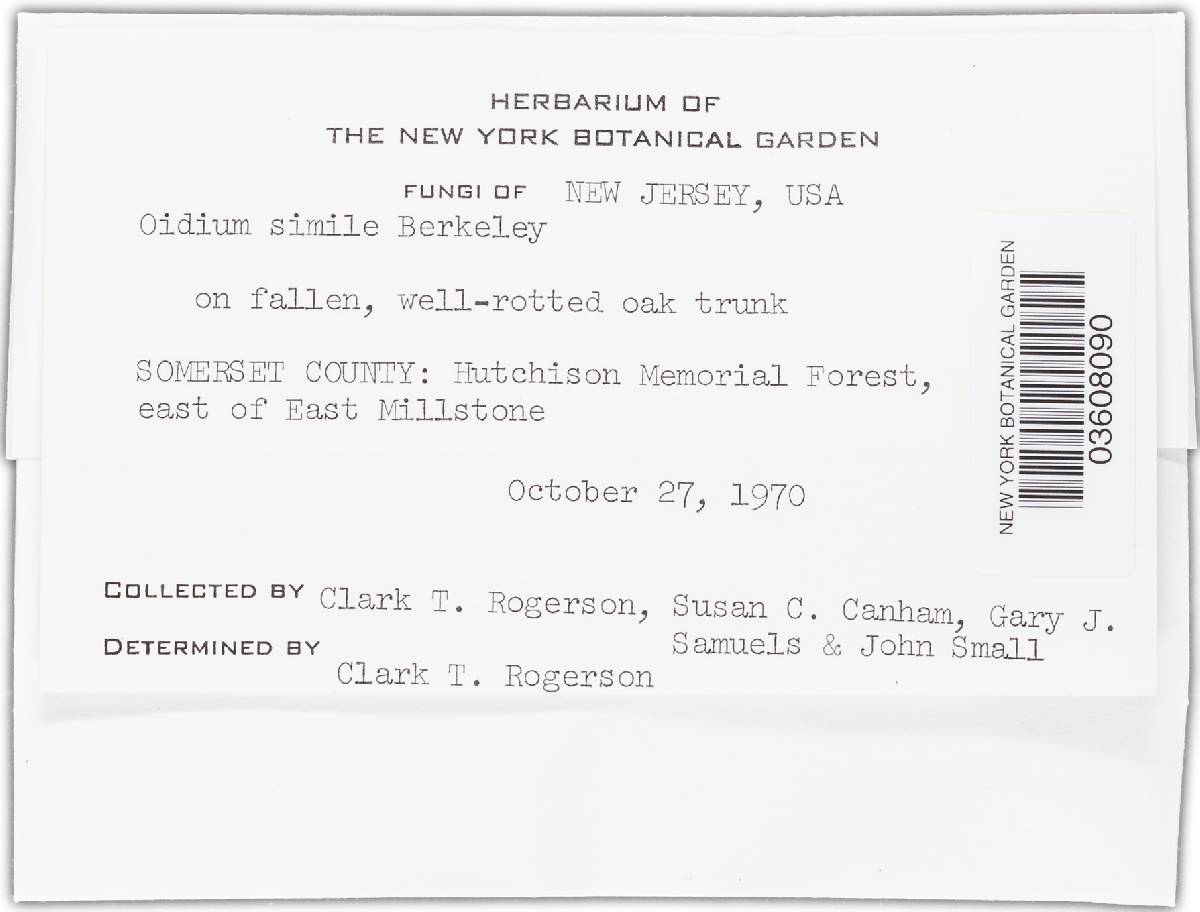 HERBARIUM OF
THE NEW YORK BOTANICAL GARDEN
FUNGI OF NEW JERSEY, USA
Oidium simile Berkeley
on fallen, well-rotted oak trunk
SOMERSET COUNTY: Hutchison Memorial Forest,
east of East Millstone
October 27, 1970
COLLECTED BY Clark T. Rogerson, Susan C. Canham, Gary J.
Samuels & John Small
DETERMINED BY
Clark T. Rogerson
NEW YORK BOTANICAL GARDEN
03608090